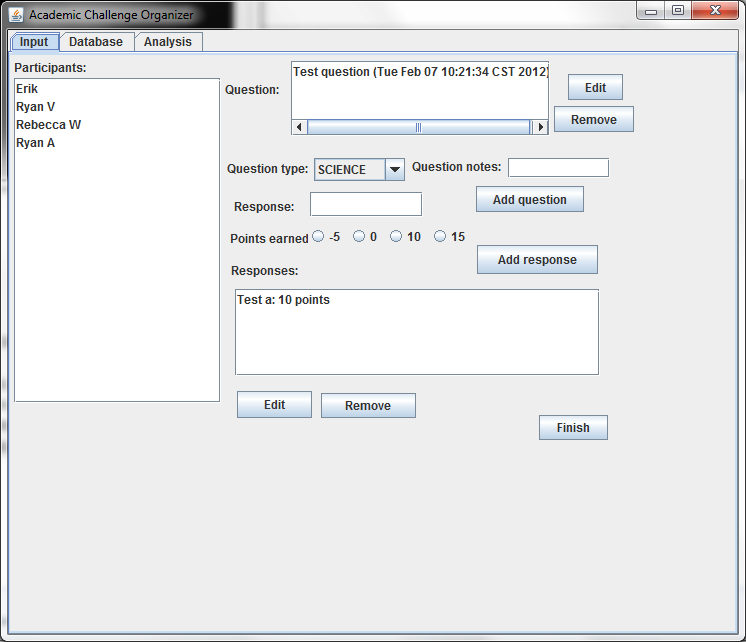 Academic Challenge Organizer
Input Database Analysis
Participants:
Erik
Ryan V
Rebecca W
Ryan A
Question:
Test question (Tue Feb 07 10:21:34 CST 2012)
Edit
Remove
Question type: SCIENCE Question notes:
Response:
Add question
Points earned -5 0 10 15
Add response
Responses:
Test a: 10 points
Edit Remove
Finish